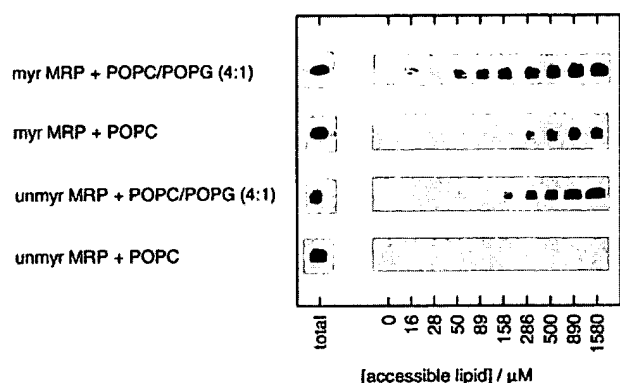 myr MRP + POPC/POPG (4:1)
myr MRP + POPC
unmyr MRP + POPC/POPG (4:1)
unmyr MRP + POPC
total
0
16
28
50
89
158
286
500
890
1580
[accessible lipid] / μM